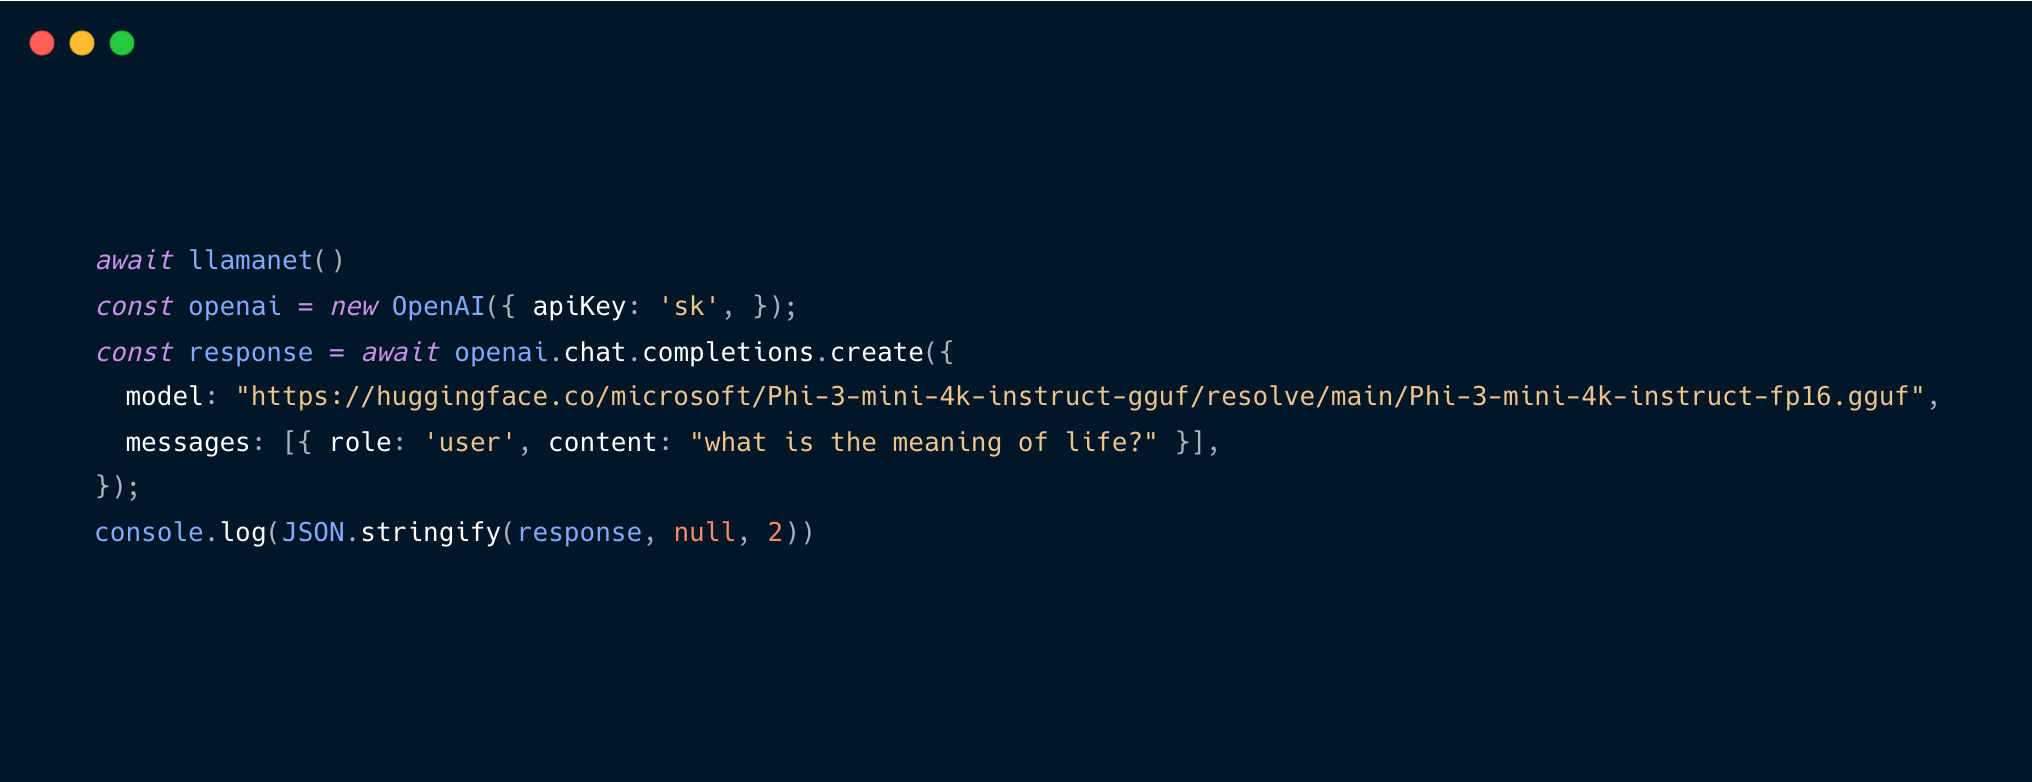 await llamanet()
const openai = new OpenAI({ apiKey: 'sk', });
const response = await openai.chat.completions.create({
  model: "https://huggingface.co/microsoft/Phi-3-mini-4k-instruct-gguf/resolve/main/Phi-3-mini-4k-instruct-fp16.gguf",
  messages: [{ role: 'user', content: "what is the meaning of life?" }],
});
console.log(JSON.stringify(response, null, 2))